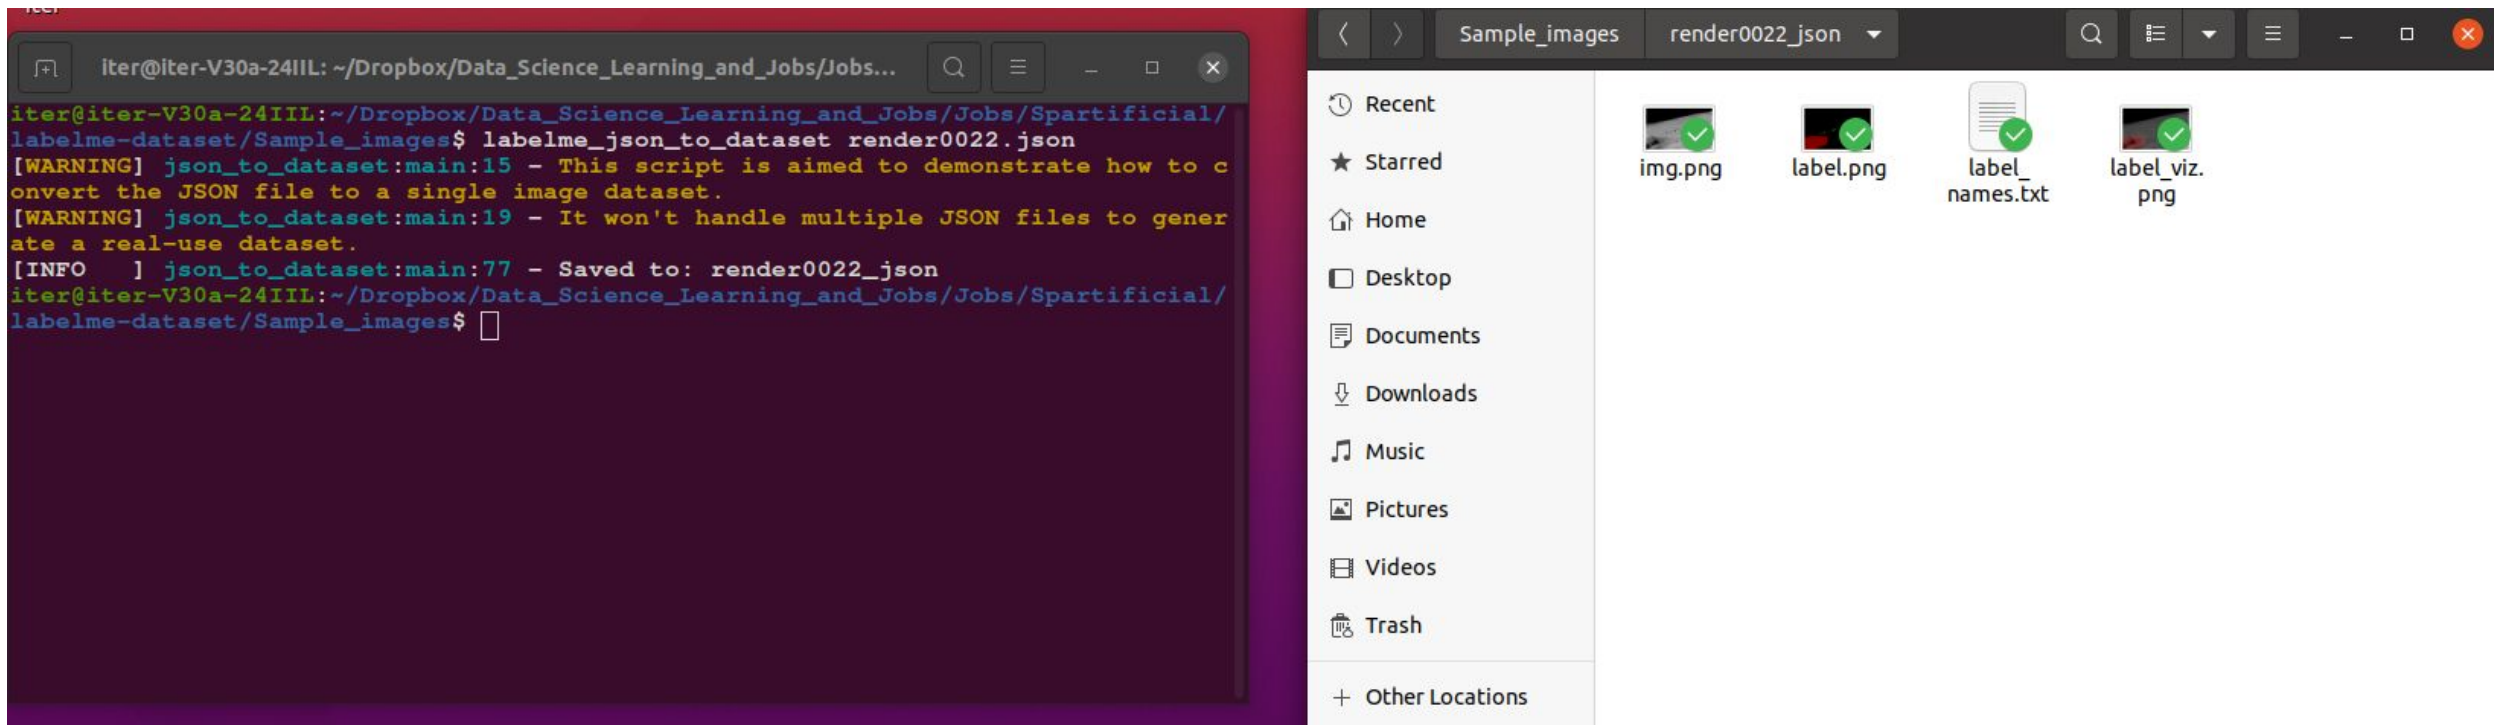 iter@iter-V30a-24IIL: ~/Dropbox/Data_Science_Learning_and_Jobs/Jobs...
iter@iter-V30a-24IIL:~/Dropbox/Data_Science_Learning_and_Jobs/Jobs/Spartificial/
labelme-dataset/Sample_images$ labelme_json_to_dataset render0022.json
[WARNING] json_to_dataset:main:15 - This script is aimed to demonstrate how to c
onvert the JSON file to a single image dataset.
[WARNING] json_to_dataset:main:19 - It won't handle multiple JSON files to gener
ate a real-use dataset.
[INFO   ] json_to_dataset:main:77 - Saved to: render0022_json
iter@iter-V30a-24IIL:~/Dropbox/Data_Science_Learning_and_Jobs/Jobs/Spartificial/
labelme-dataset/Sample_images$
Sample_images render0022_json
Recent
Starred
Home
Desktop
Documents
Downloads
Music
Pictures
Videos
Trash
+ Other Locations
img.png
label.png
label_
names.txt
label_viz.
png